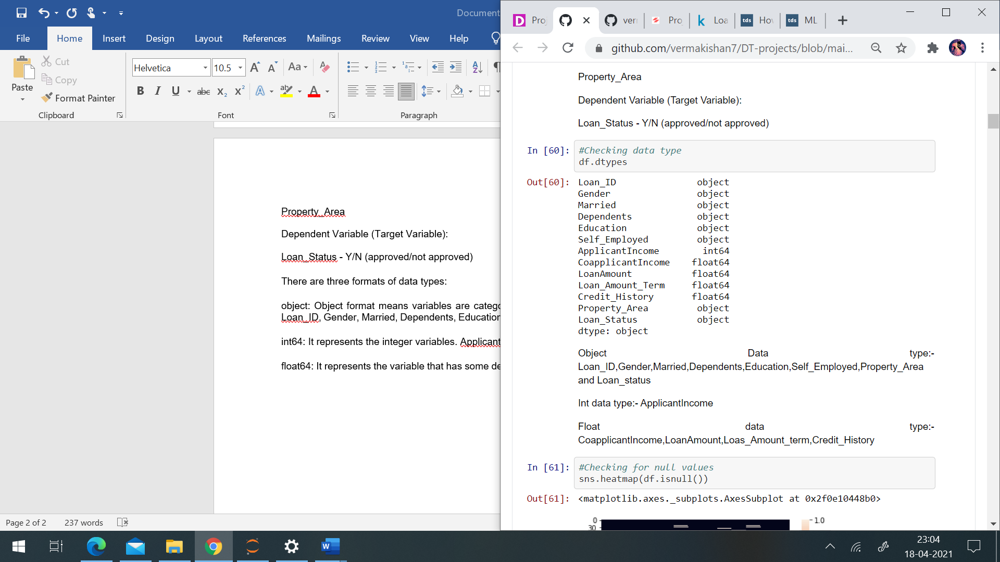 Document
File
Home
Insert
Design
Layout
References
Mailings
Review
View
Help
Paste
Cut
Copy
Format Painter
Clipboard
Helvetica
10.5
Aa
B I U abc X₂ X²
Font
Paragraph
Property_Area
Dependent Variable (Target Variable):
Loan_Status - Y/N (approved/not approved)
There are three formats of data types:
object: Object format means variables are catego
Loan_ID, Gender, Married, Dependents, Education
int64: It represents the integer variables. Applicant
float64: It represents the variable that has some de
Page 2 of 2
237 words
Pro
ver
Pro
Loa
tds Ho
tds ML
github.com/vermakishan7/DT-projects/blob/mai...
Property_Area
Dependent Variable (Target Variable):
Loan_Status - Y/N (approved/not approved)
In [60]:
#Checking data type
df.dtypes
Out[60]:
Loan_ID object
Gender object
Married object
Dependents object
Education object
Self_Employed object
ApplicantIncome int64
CoapplicantIncome float64
LoanAmount float64
Loan_Amount_Term float64
Credit_History float64
Property_Area object
Loan_Status object
dtype: object
Object Data type:-
Loan_ID,Gender,Married,Dependents,Education,Self_Employed,Property_Area
and Loan_status
Int data type:- ApplicantIncome
Float data type:-
CoapplicantIncome,LoanAmount,Loas_Amount_term,Credit_History
In [61]:
#Checking for null values
sns.heatmap(df.isnull())
Out[61]:
<matplotlib.axes._subplots.AxesSubplot at 0x2f0e10448b0>
0
30
1.0
23:04
18-04-2021